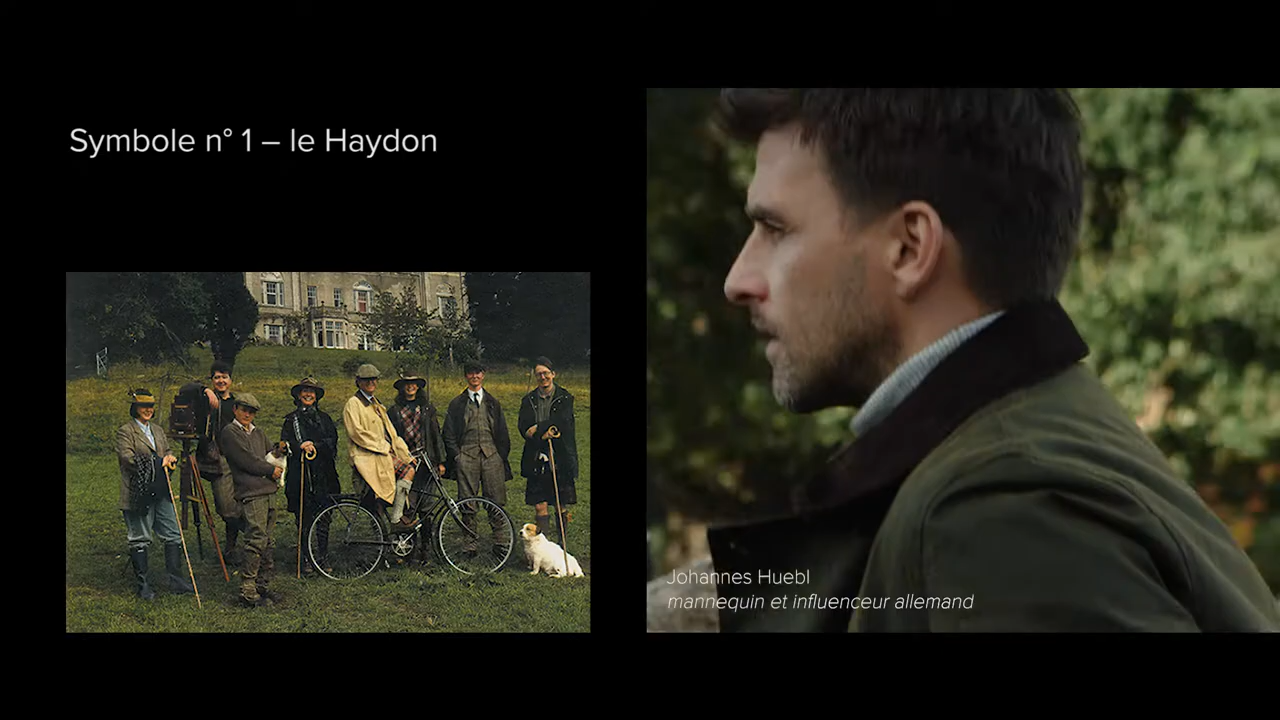 Symbole n° 1 – le Haydon
Johannes Huebl
mannequin et influenceur allemand